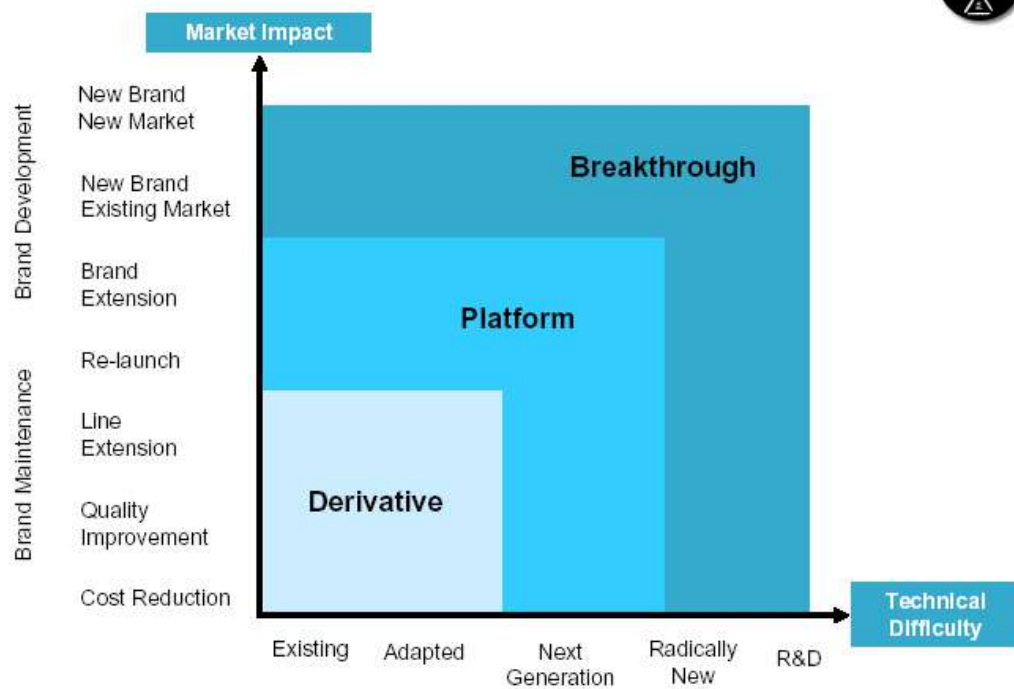 Market Impact
New Brand
New Market
New Brand
Existing Market
Brand
Extension
Re-launch
Line
Extension
Quality
Improvement
Cost Reduction
Brand Development
Brand Maintenance
Breakthrough
Platform
Derivative
Existing
Adapted
Next
Generation
Radically
New
R&D
Technical
Difficulty